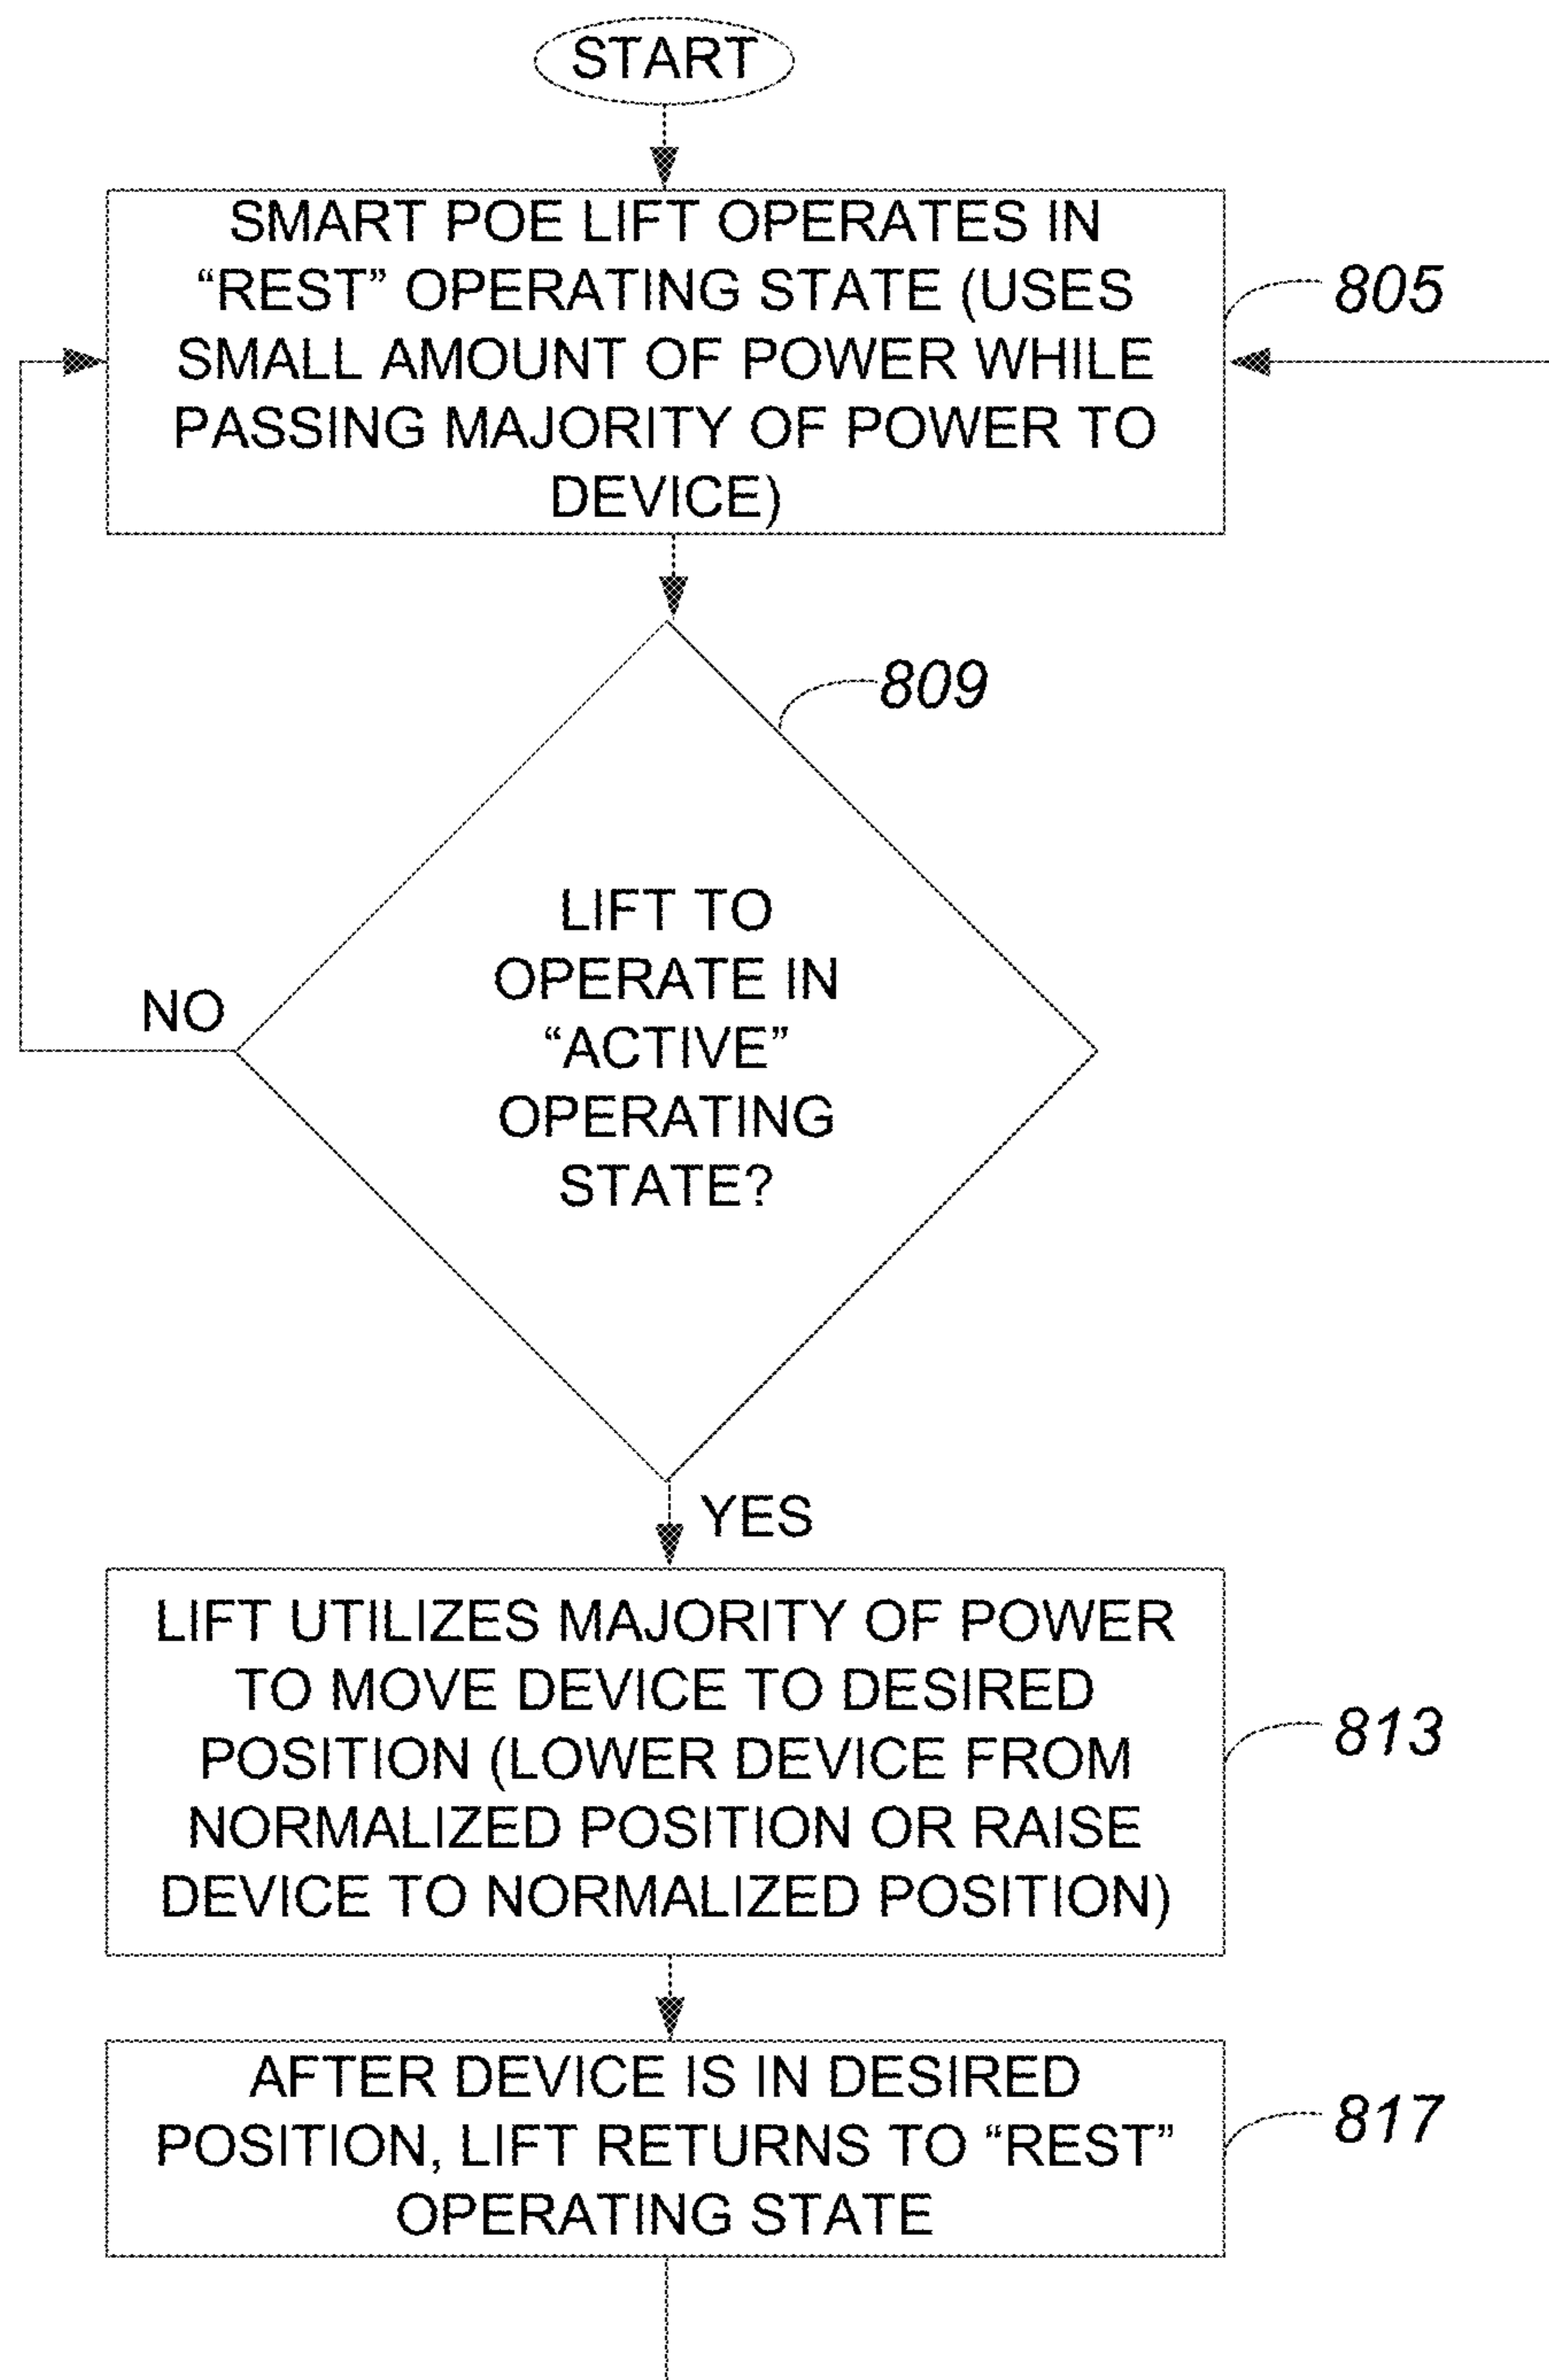 START
SMART POE LIFT OPERATES IN
“REST” OPERATING STATE (USES
SMALL AMOUNT OF POWER WHILE
PASSING MAJORITY OF POWER TO
DEVICE)
805
809
LIFT TO
OPERATE IN
“ACTIVE”
OPERATING
STATE?
NO
YES
LIFT UTILIZES MAJORITY OF POWER
TO MOVE DEVICE TO DESIRED
POSITION (LOWER DEVICE FROM
NORMALIZED POSITION OR RAISE
DEVICE TO NORMALIZED POSITION)
813
AFTER DEVICE IS IN DESIRED
POSITION, LIFT RETURNS TO “REST”
OPERATING STATE
817